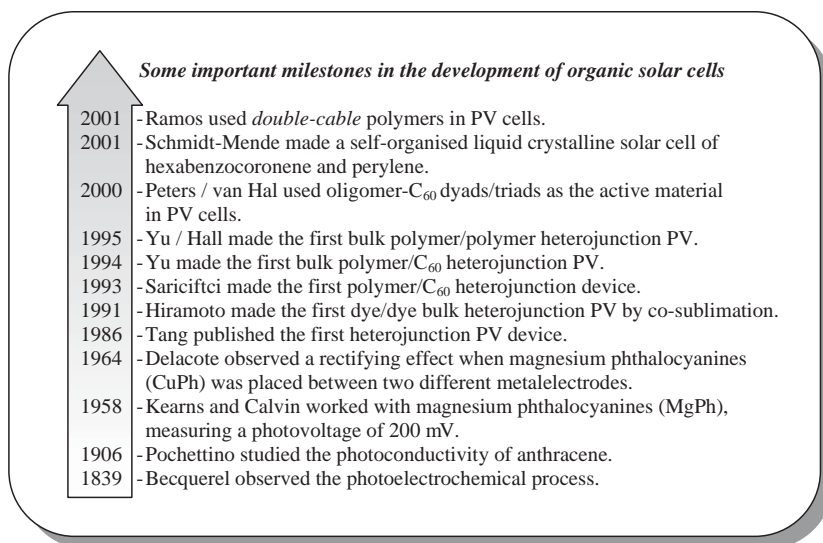 Some important milestones in the development of organic solar cells
2001 - Ramos used double-cable polymers in PV cells.
2001 - Schmidt-Mende made a self-organised liquid crystalline solar cell of
hexabenzocoronene and perylene.
2000 - Peters / van Hal used oligomer-C₆₀ dyads/triads as the active material
in PV cells.
1995 - Yu / Hall made the first bulk polymer/polymer heterojunction PV.
1994 - Yu made the first bulk polymer/C₆₀ heterojunction PV.
1993 - Sariciftci made the first polymer/C₆₀ heterojunction device.
1991 - Hiramoto made the first dye/dye bulk heterojunction PV by co-sublimation.
1986 - Tang published the first heterojunction PV device.
1964 - Delacote observed a rectifying effect when magnesium phthalocyanines
(CuPh) was placed between two different metalelectrodes.
1958 - Kearns and Calvin worked with magnesium phthalocyanines (MgPh),
measuring a photovoltage of 200 mV.
1906 - Pochettino studied the photoconductivity of anthracene.
1839 - Becquerel observed the photoelectrochemical process.